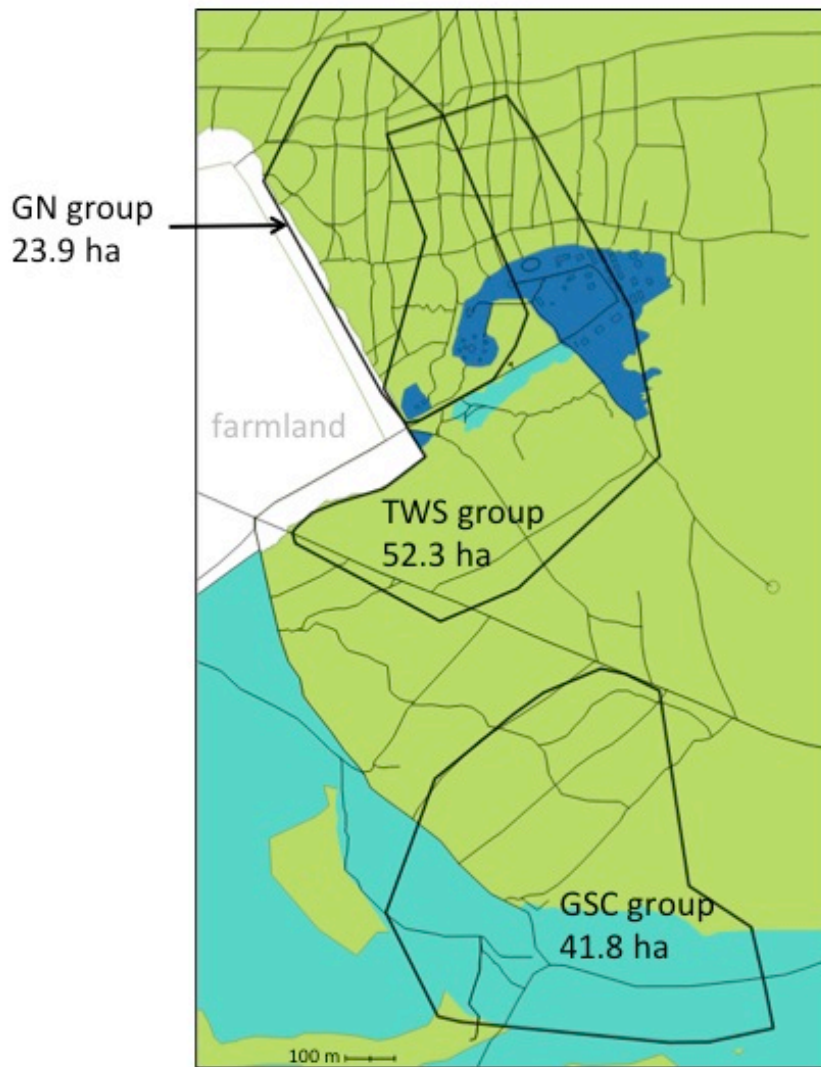 GN group
23.9 ha
farmland
TWS group
52.3 ha
GSC group
41.8 ha
100 m